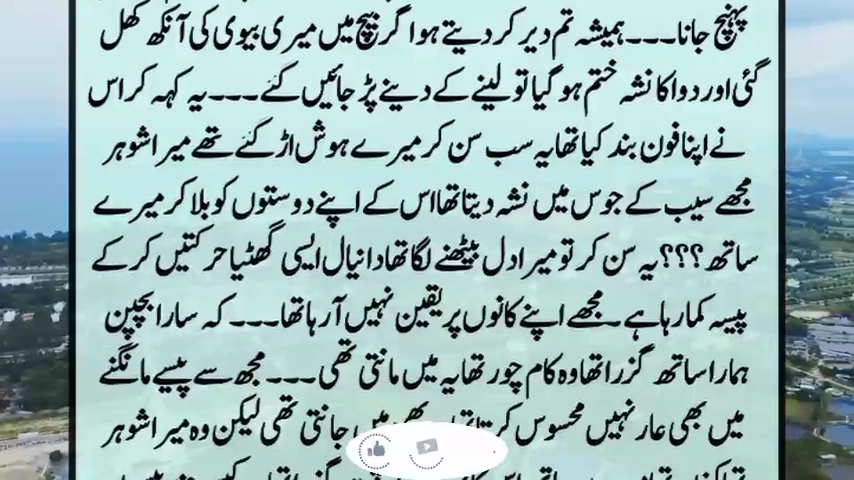 پہنچ جانا۔۔۔ہمیشہ تم دیر کر دیتے ہو اگر بیچ میں میری بیوی کی آنکھ کھل
گئی اور دوا کا نشہ ختم ہو گیا تو لینے کے دینے پڑ جائیں گئے۔۔۔یہ کہہ کر اس
نے اپنا فون بند کیا تھا یہ سب سن کر میرے ہوش اڑ گئے تھے میرا شوہر
مجھے سیب کے جوس میں نشہ دیتا تھا اس کے اپنے دوستوں کو بلا کر میرے
ساتھ؟؟؟ یہ سن کر تو میرا دل بیٹھنے لگا تھا دانیال ایسی گھٹیا حرکتیں کر کے
پیسہ کما رہا ہے۔مجھے اپنے کانوں پر یقین نہیں آ رہا تھا۔۔۔ کہ سارا بچپن
ہمارا ساتھ گزرا تھا وہ کام چور تھا یہ میں مانتی تھی۔۔۔ مجھ سے پیسے مانگنے
میں بھی عار نہیں محسوس کرتا جانتی تھی لیکن وہ میرا شوہر